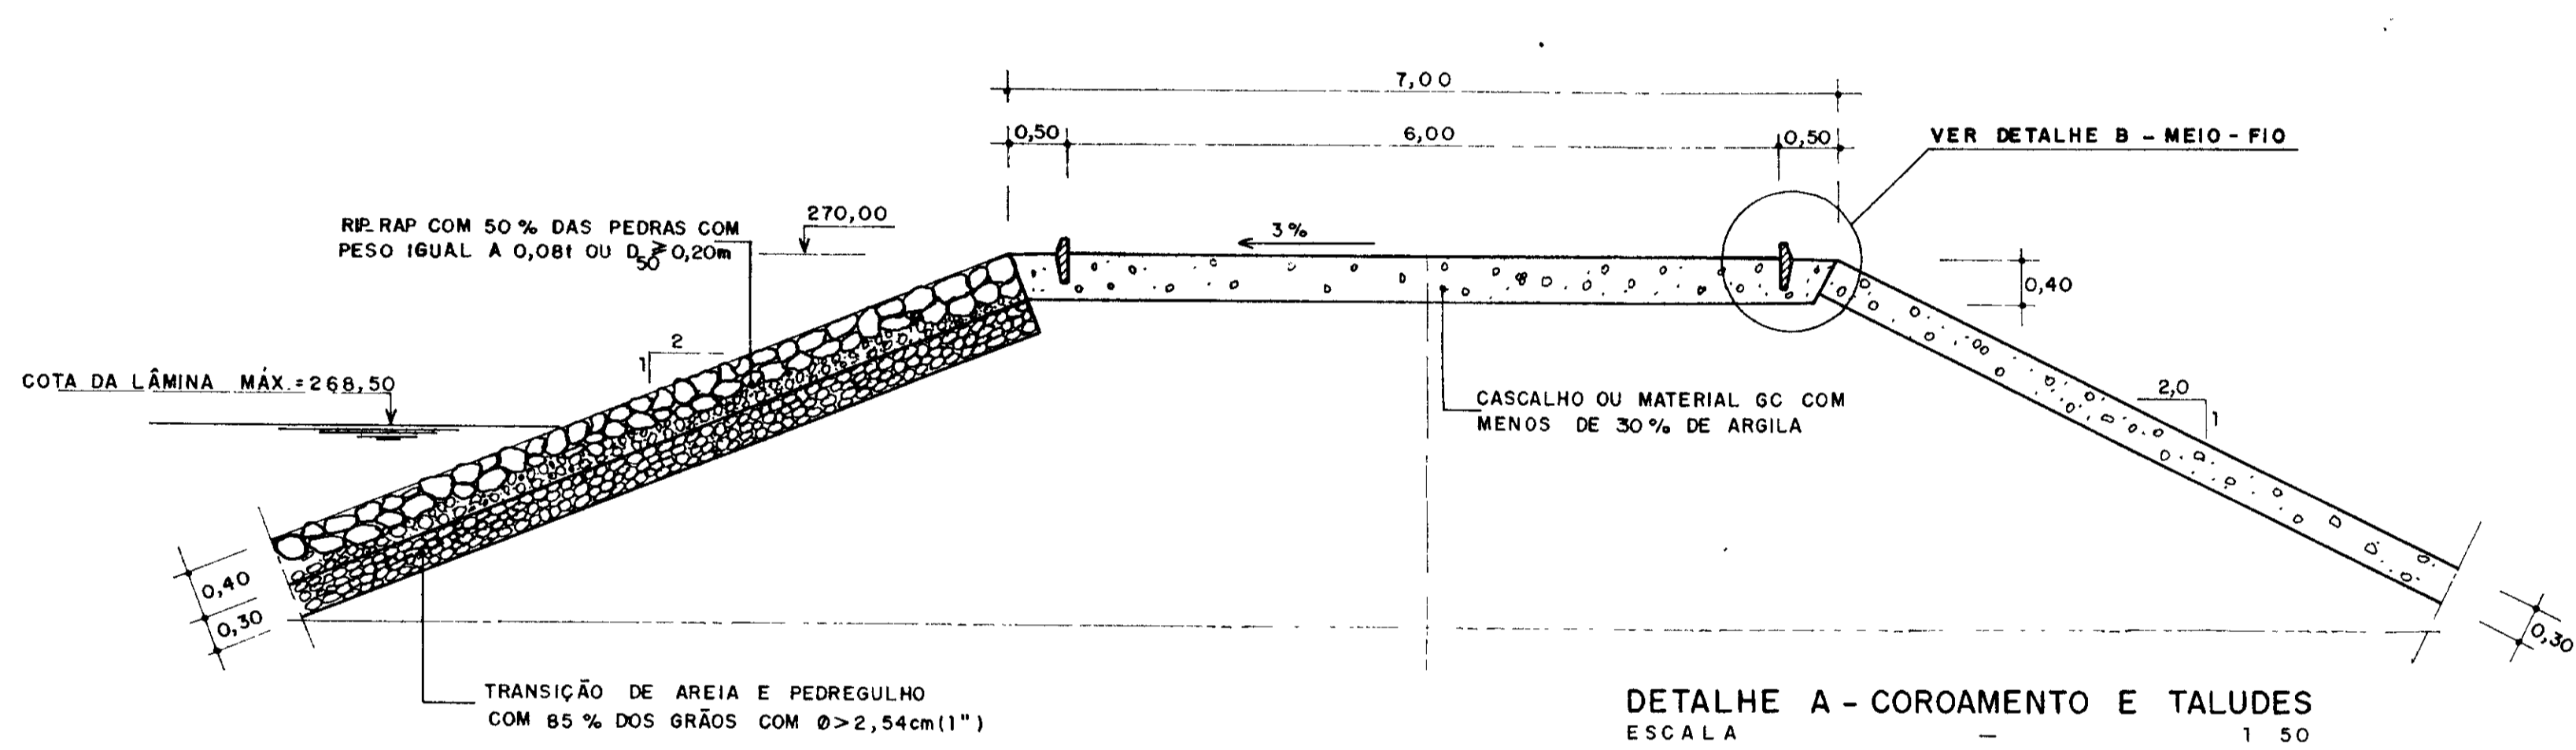 7,00
0,50
6,00
0,50
VER DETALHE B - MEIO - FIO
RIP-RAP COM 50 % DAS PEDRAS COM
PESO IGUAL A 0,08t OU D50 ≥ 0,20m
270,00
3%
0,40
2
1
COTA DA LÂMINA MÁX.=268,50
CASCALHO OU MATERIAL GC COM
MENOS DE 30% DE ARGILA
2,0
1
0,40
0,30
0,30
TRANSIÇÃO DE AREIA E PEDREGULHO
COM 85 % DOS GRÃOS COM Ø>2,54cm(1")
DETALHE A - COROAMENTO E TALUDES
ESCALA - 1 50